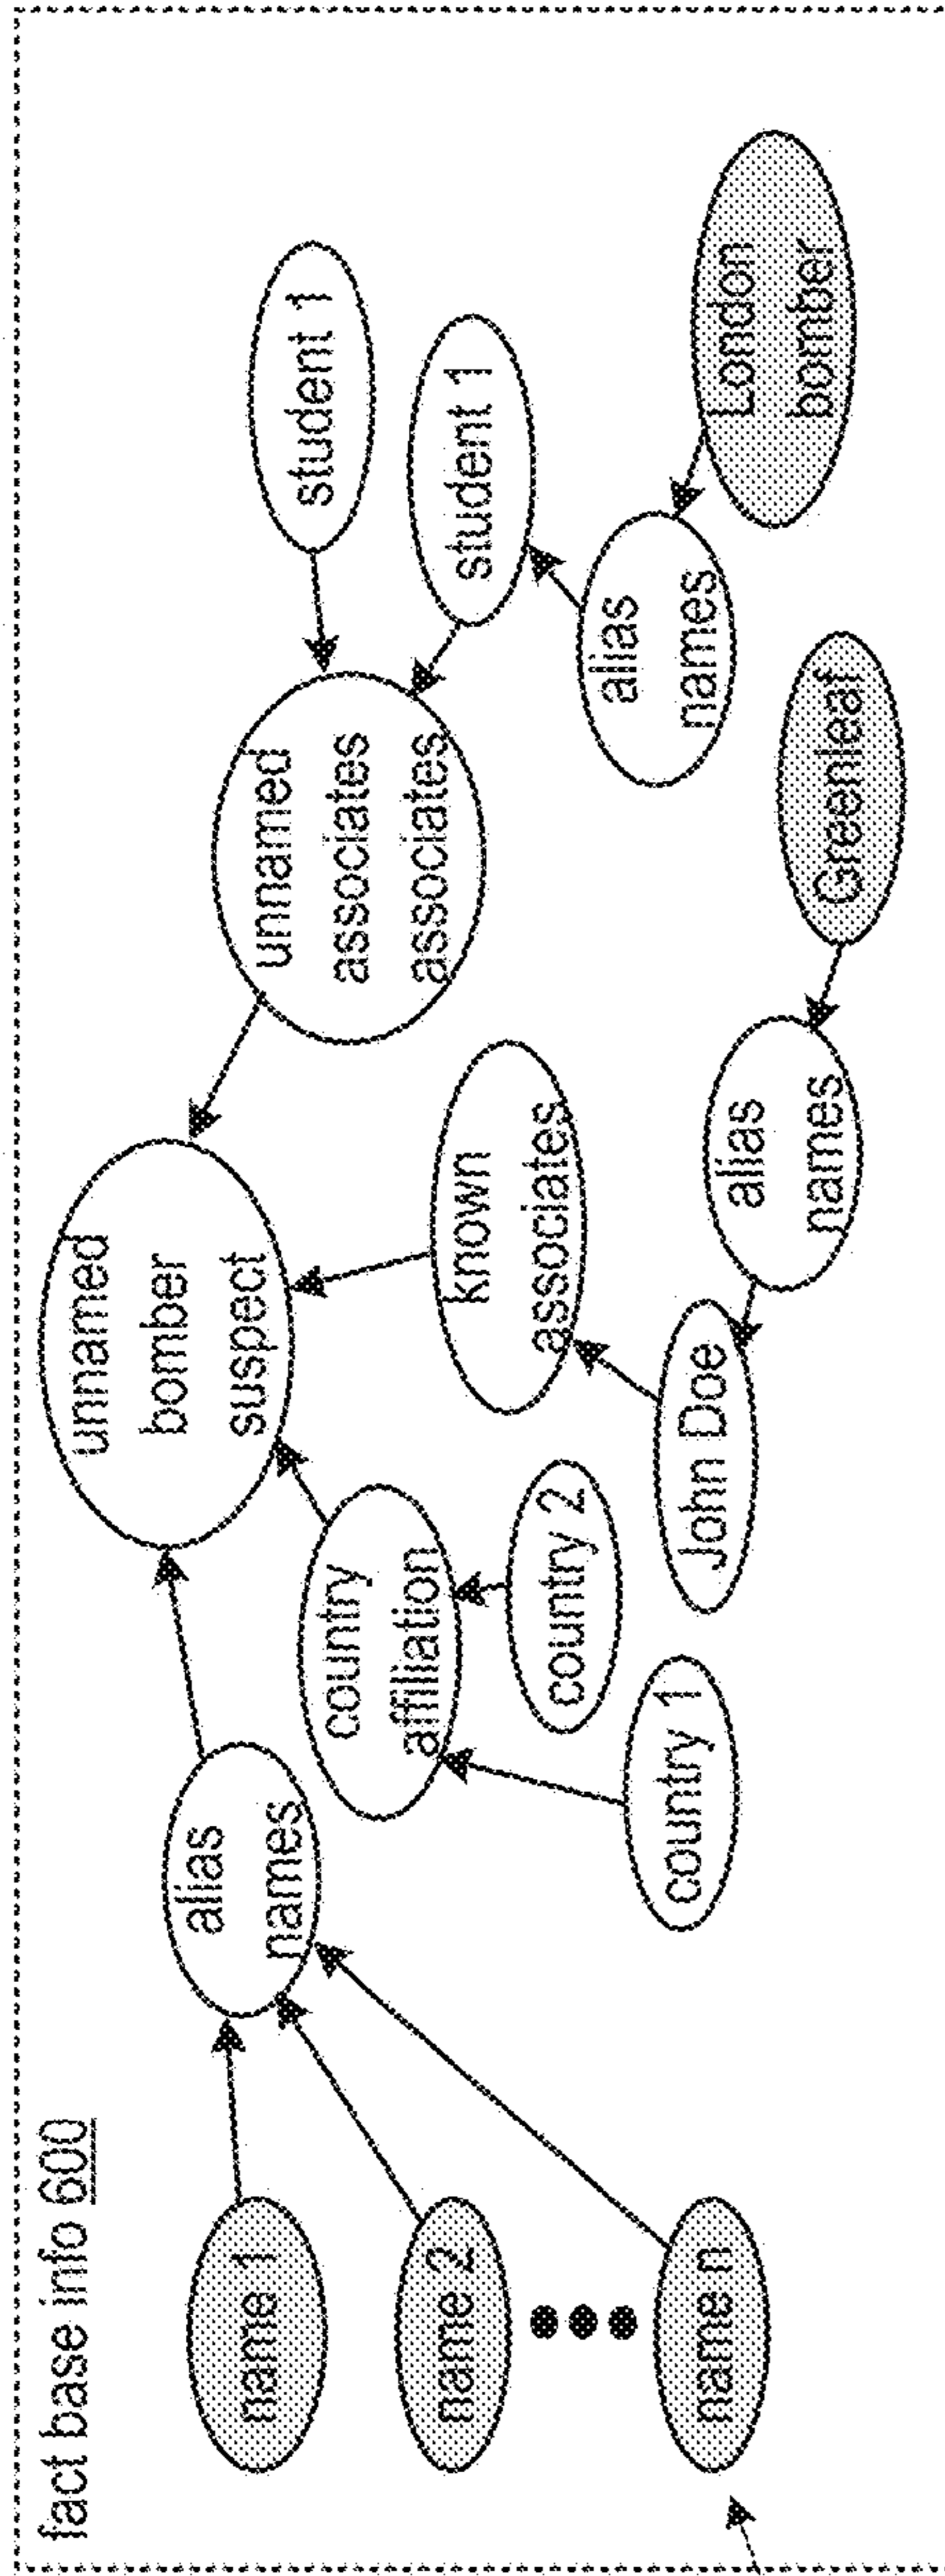 fact base info 600
unnamed
bomber
suspect
alias
names
name 1
name 2
name n
country
affiliation
country 1
country 2
known
associates
John Doe
alias
names
Greenleaf
unnamed
associates
associates
student 1
student 1
alias
names
London
bomber